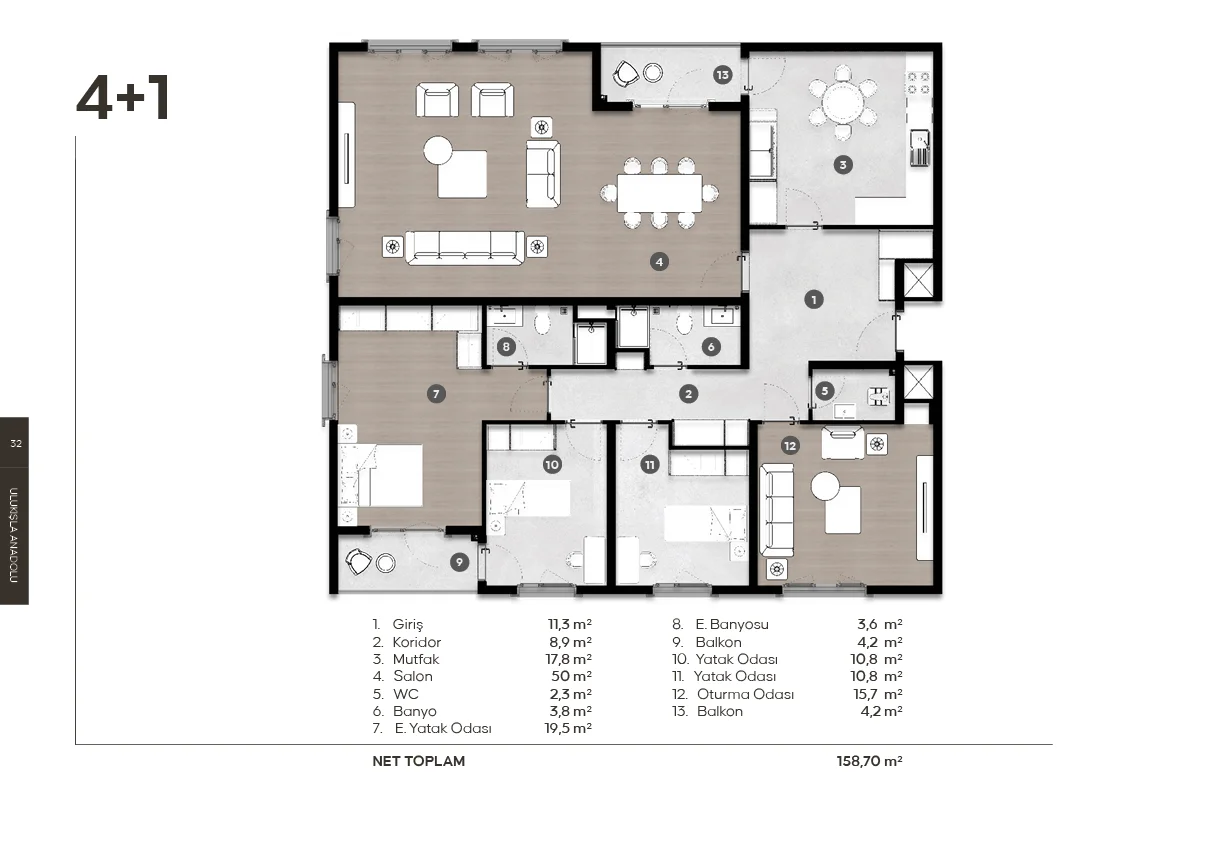 4+1
13
3
4
1
8
6
7
2
5
12
10
11
9
1. Giriş 11,3 m²
2. Koridor 8,9 m²
3. Mutfak 17,8 m²
4. Salon 50 m²
5. WC 2,3 m²
6. Banyo 3,8 m²
7. E. Yatak Odası 19,5 m²
8. E. Banyosu 3,6 m²
9. Balkon 4,2 m²
10. Yatak Odası 10,8 m²
11. Yatak Odası 10,8 m²
12. Oturma Odası 15,7 m²
13. Balkon 4,2 m²
NET TOPLAM 158,70 m²
32
ULUKIŞLA ANADOLU